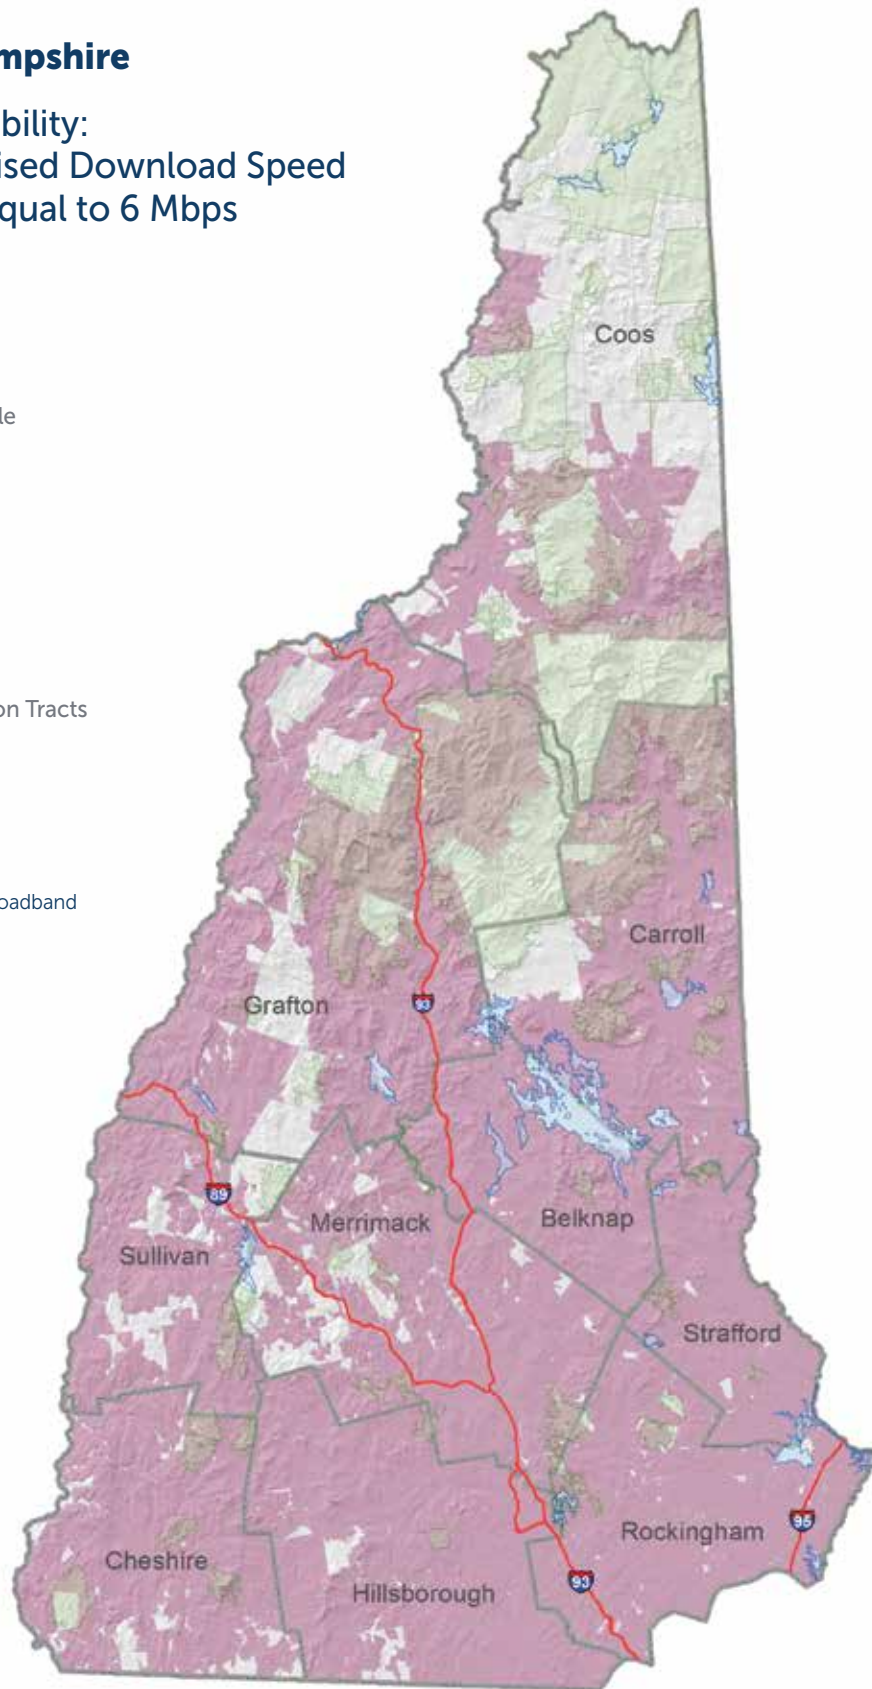 mpshire
bility:
ised Download Speed
qual to 6 Mbps
Coos
le
on Tracts
oadband
Carroll
Grafton
93
89
Merrimack
Belknap
Sullivan
Strafford
95
Rockingham
Cheshire
93
Hillsborough